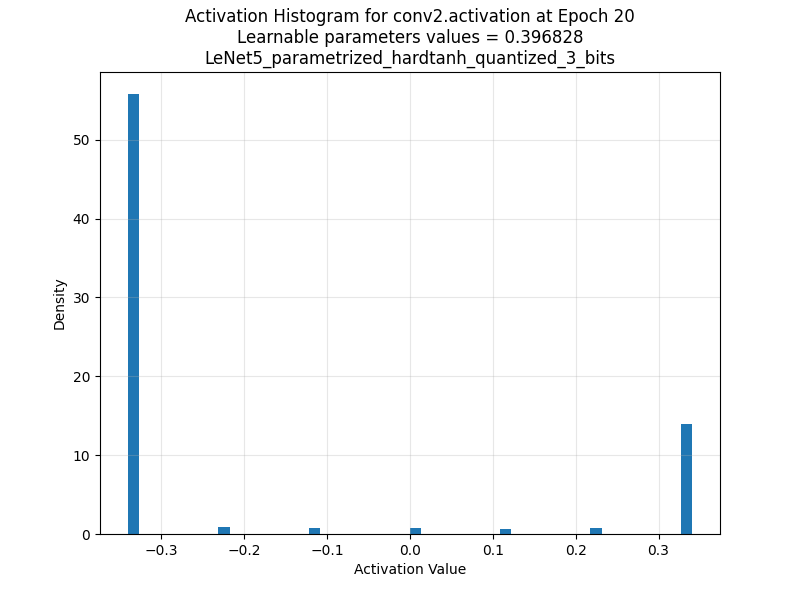 Activation Histogram for conv2.activation at Epoch 20
Learnable parameters values = 0.396828
LeNet5_parametrized_hardtanh_quantized_3_bits
50
40
30
20
10
0
Density
−0.3 −0.2 −0.1 0.0 0.1 0.2 0.3
Activation Value